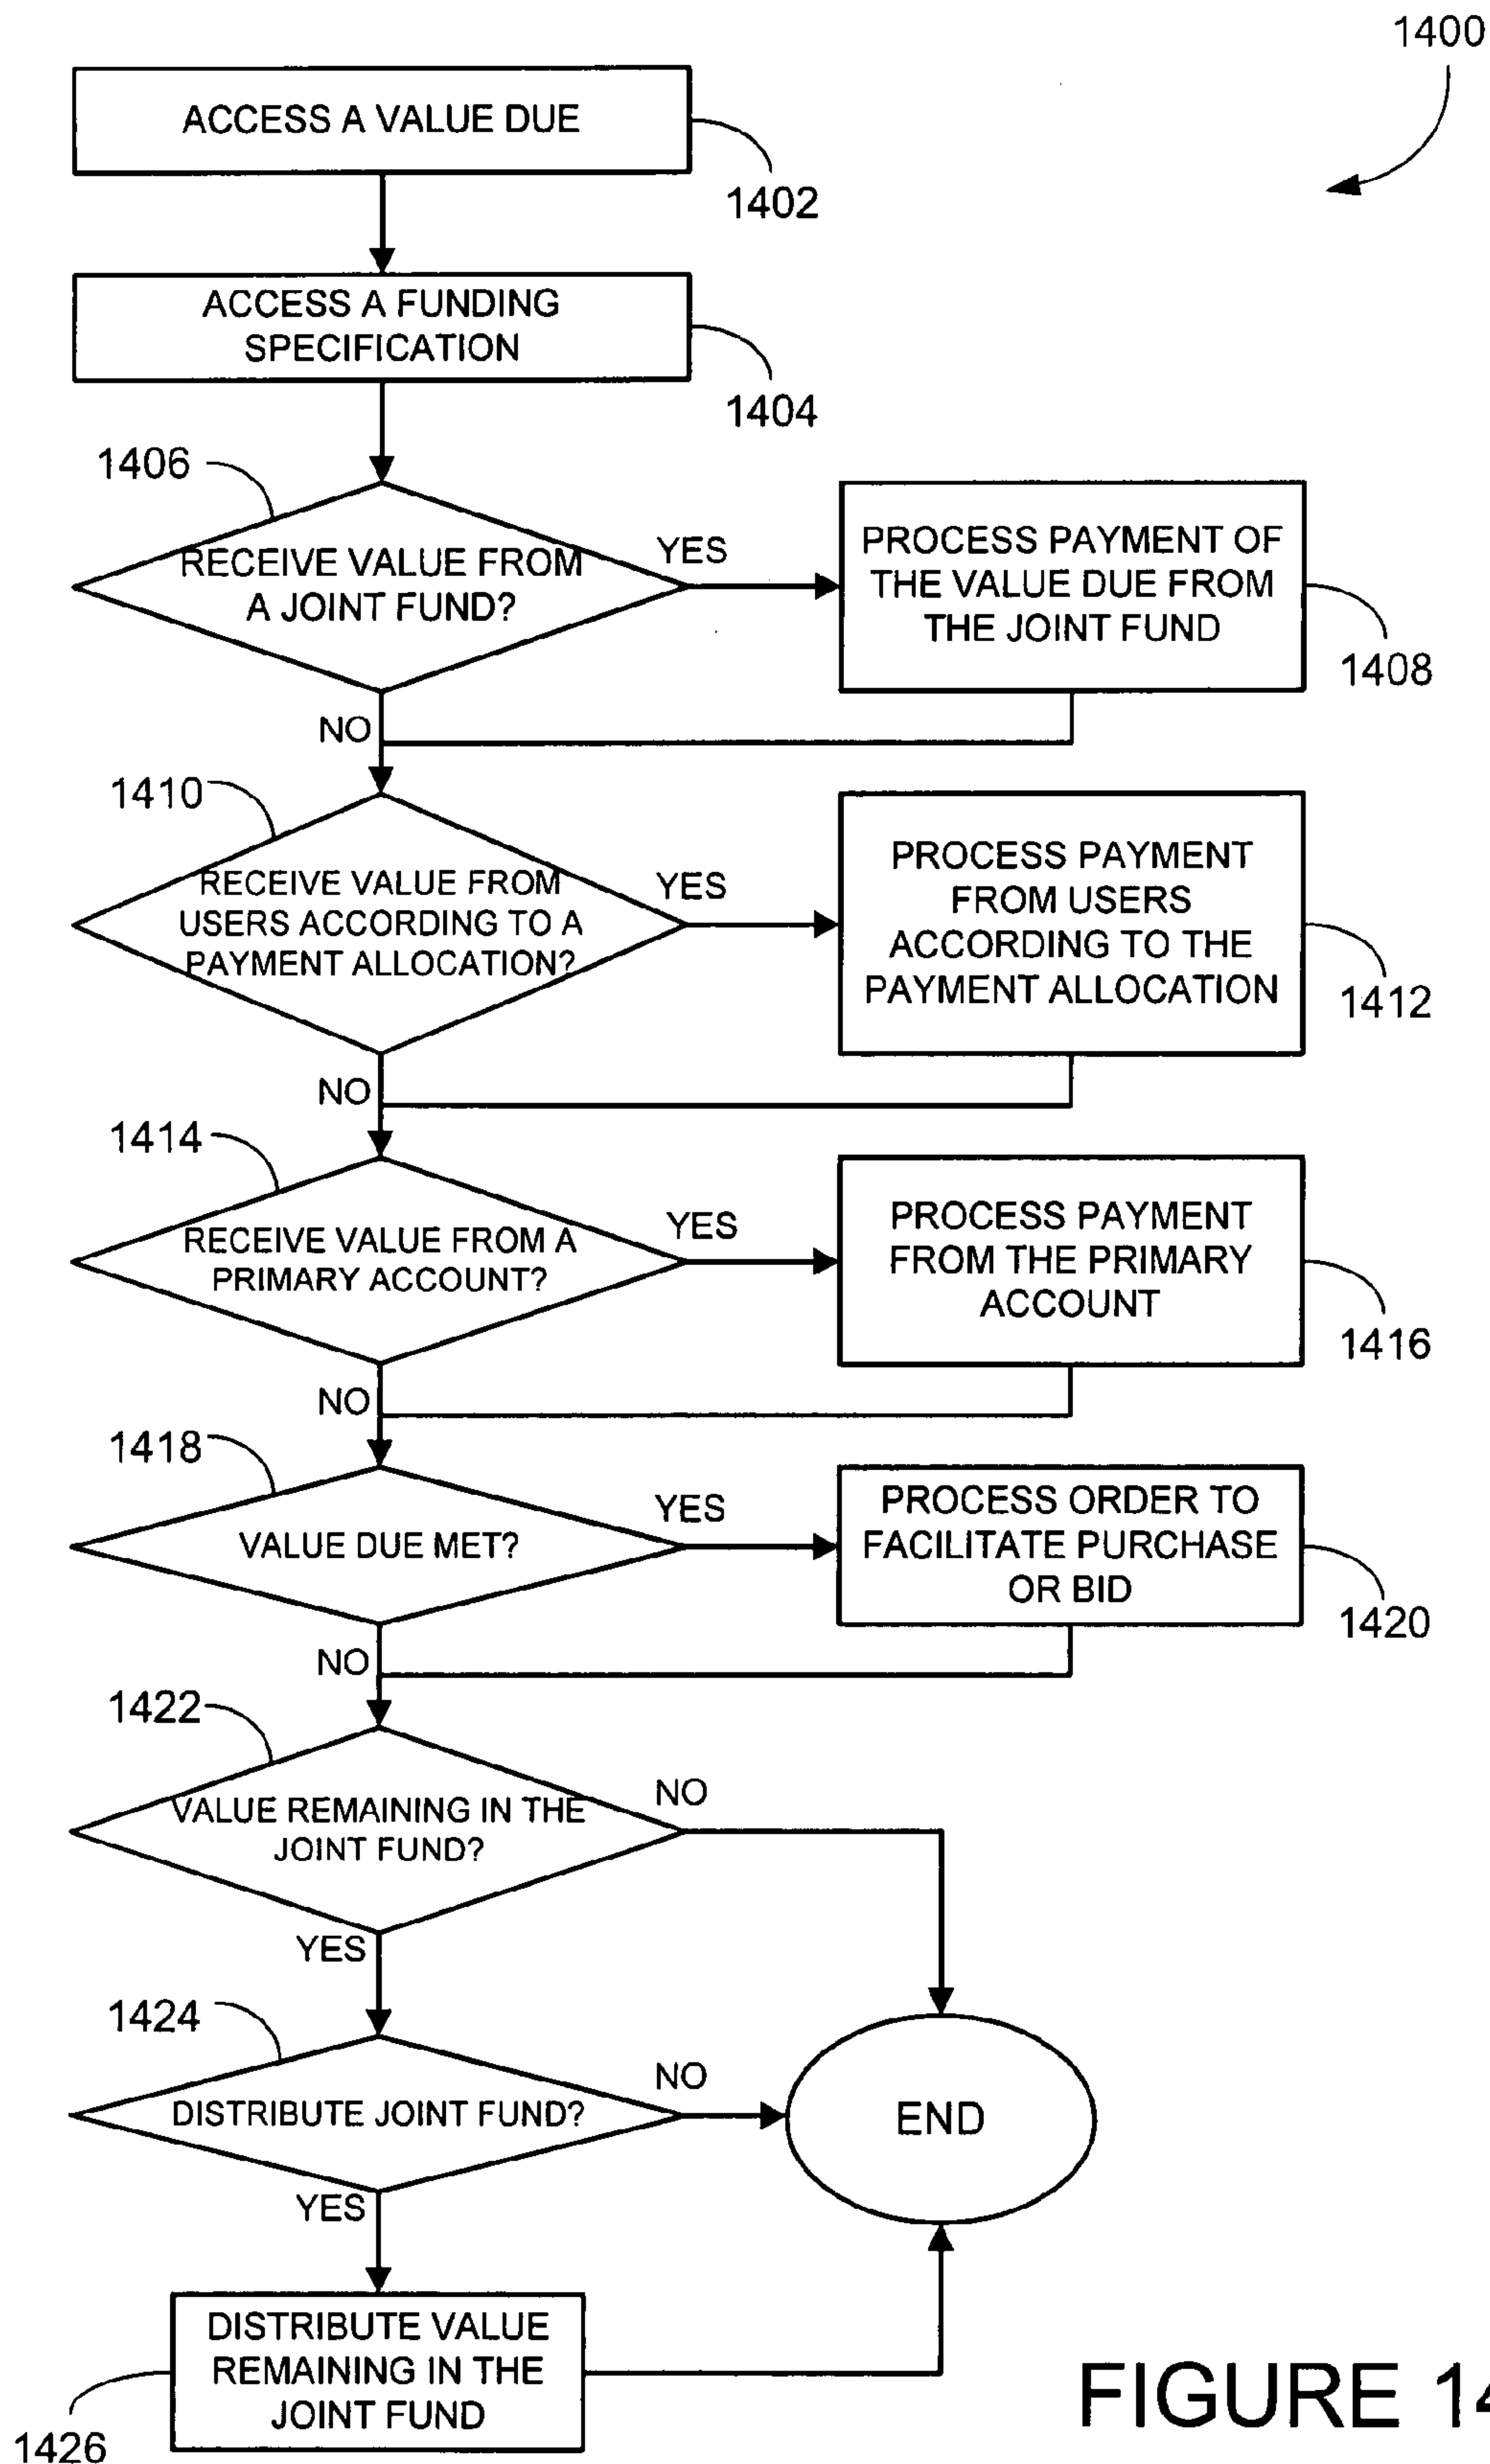 1400
ACCESS A VALUE DUE
1402
ACCESS A FUNDING
SPECIFICATION
1404
1406
RECEIVE VALUE FROM
A JOINT FUND?
YES
NO
PROCESS PAYMENT OF
THE VALUE DUE FROM
THE JOINT FUND
1408
1410
RECEIVE VALUE FROM
USERS ACCORDING TO A
PAYMENT ALLOCATION?
YES
NO
PROCESS PAYMENT
FROM USERS
ACCORDING TO THE
PAYMENT ALLOCATION
1412
1414
RECEIVE VALUE FROM A
PRIMARY ACCOUNT?
YES
NO
PROCESS PAYMENT
FROM THE PRIMARY
ACCOUNT
1416
1418
VALUE DUE MET?
YES
NO
PROCESS ORDER TO
FACILITATE PURCHASE
OR BID
1420
1422
VALUE REMAINING IN THE
JOINT FUND?
NO
YES
1424
DISTRIBUTE JOINT FUND?
NO
YES
END
DISTRIBUTE VALUE
REMAINING IN THE
JOINT FUND
1426
FIGURE 14